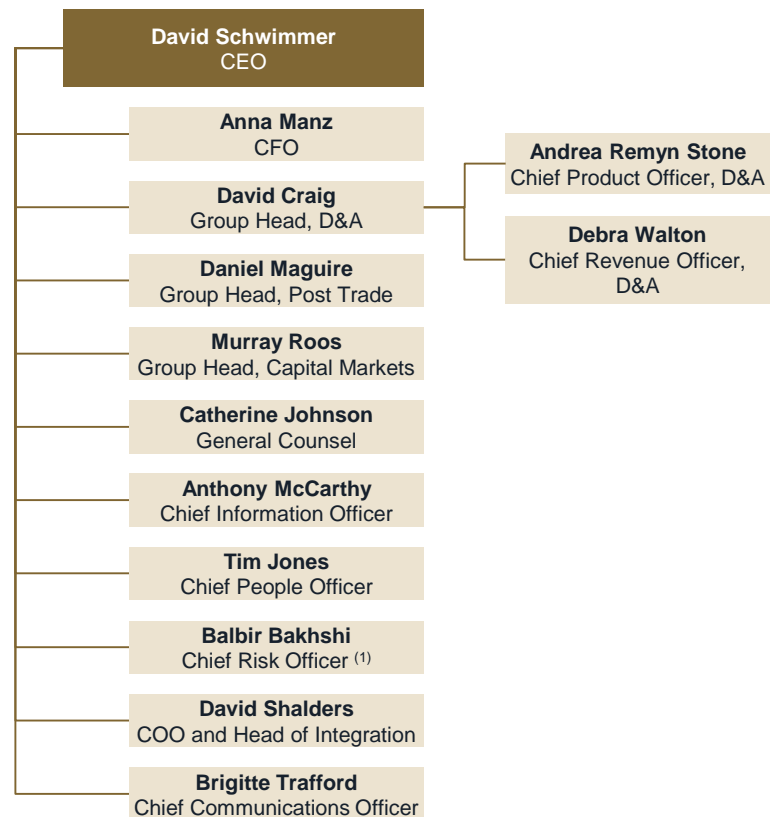 David Schwimmer
CEO
Anna Manz
CFO
David Craig
Group Head, D&A
Andrea Remyn Stone
Chief Product Officer, D&A
Debra Walton
Chief Revenue Officer,
D&A
Daniel Maguire
Group Head, Post Trade
Murray Roos
Group Head, Capital Markets
Catherine Johnson
General Counsel
Anthony McCarthy
Chief Information Officer
Tim Jones
Chief People Officer
Balbir Bakhshi
Chief Risk Officer (1)
David Shalders
COO and Head of Integration
Brigitte Trafford
Chief Communications Officer